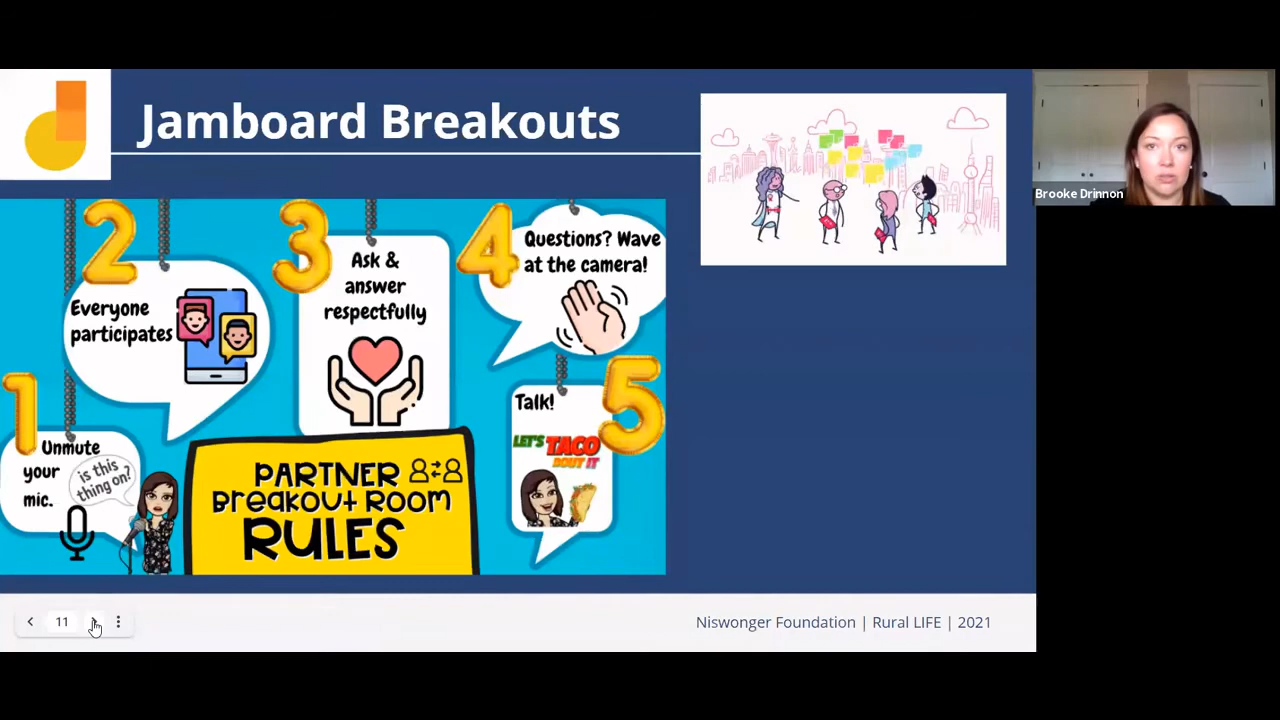 Jamboard Breakouts
Brooke Drinnon
1
Unmute
your
mic.
is this
thing on?
2
Everyone
participates
3
Ask &
answer
respectfully
4
Questions? Wave
at the camera!
5
Talk!
LET'S TACO
'BOUT IT
PARTNER
Breakout Room
RULES
11
Niswonger Foundation | Rural LIFE | 2021